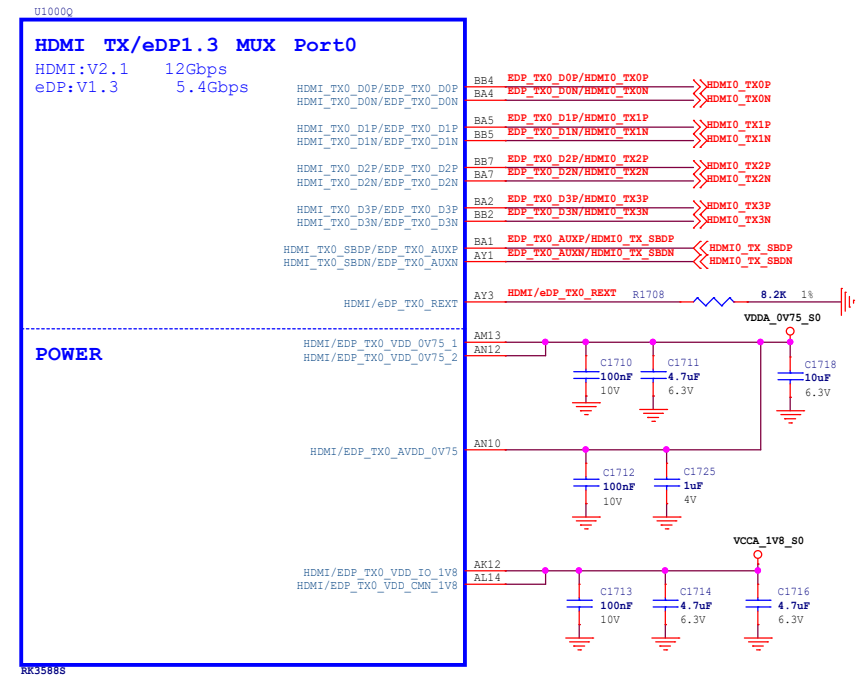 U1000Q
HDMI TX/eDP1.3 MUX Port0
HDMI:V2.1 12Gbps
eDP:V1.3 5.4Gbps
HDMI_TX0_D0P/EDP_TX0_D0P BB4 EDP_TX0_D0P/HDMI0_TX0P HDMI0_TX0P
HDMI_TX0_D0N/EDP_TX0_D0N BA4 EDP_TX0_D0N/HDMI0_TX0N HDMI0_TX0N
HDMI_TX0_D1P/EDP_TX0_D1P BA5 EDP_TX0_D1P/HDMI0_TX1P HDMI0_TX1P
HDMI_TX0_D1N/EDP_TX0_D1N BB5 EDP_TX0_D1N/HDMI0_TX1N HDMI0_TX1N
HDMI_TX0_D2P/EDP_TX0_D2P BB7 EDP_TX0_D2P/HDMI0_TX2P HDMI0_TX2P
HDMI_TX0_D2N/EDP_TX0_D2N BA7 EDP_TX0_D2N/HDMI0_TX2N HDMI0_TX2N
HDMI_TX0_D3P/EDP_TX0_D3P BA2 EDP_TX0_D3P/HDMI0_TX3P HDMI0_TX3P
HDMI_TX0_D3N/EDP_TX0_D3N BB2 EDP_TX0_D3N/HDMI0_TX3N HDMI0_TX3N
HDMI_TX0_SBDP/EDP_TX0_AUXP BA1 EDP_TX0_AUXP/HDMI0_TX_SBDP HDMI0_TX_SBDP
HDMI_TX0_SBDN/EDP_TX0_AUXN AY1 EDP_TX0_AUXN/HDMI0_TX_SBDN HDMI0_TX_SBDN
HDMI/eDP_TX0_REXT AY3 HDMI/eDP_TX0_REXT R1708 8.2K 1%
VDDA_0V75_S0
POWER
HDMI/EDP_TX0_VDD_0V75_1 AM13
HDMI/EDP_TX0_VDD_0V75_2 AN12
C1710 C1711 C1718
100nF 4.7uF 10uF
10V 6.3V 6.3V
HDMI/EDP_TX0_AVDD_0V75 AN10
C1712 C1725
100nF 1uF
10V 4V
VCCA_1V8_S0
HDMI/EDP_TX0_VDD_IO_1V8 AK12
HDMI/EDP_TX0_VDD_CMN_1V8 AL14
C1713 C1714 C1716
100nF 4.7uF 4.7uF
10V 6.3V 6.3V
RK3588S